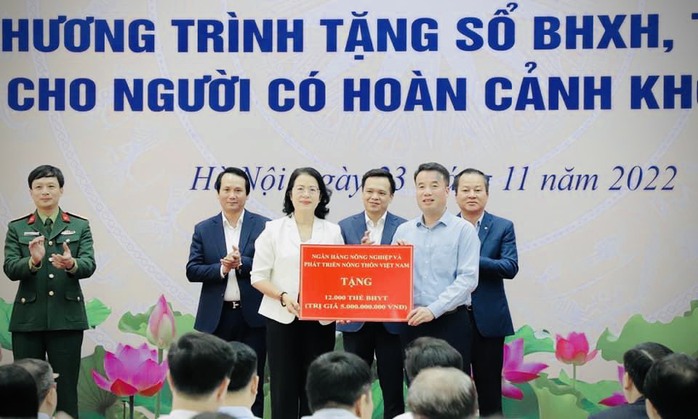 HƯƠNG TRÌNH TẶNG SỔ BHXH, T
CHO NGƯỜI CÓ HOÀN CẢNH KHÓ
Hà Nội, ngày 23 tháng 11 năm 2022
NGÂN HÀNG NÔNG NGHIỆP VÀ
PHÁT TRIỂN NÔNG THÔN VIỆT NAM
TẶNG
12.000 THẺ BHYT
(TRỊ GIÁ 5.000.000.000 VNĐ)